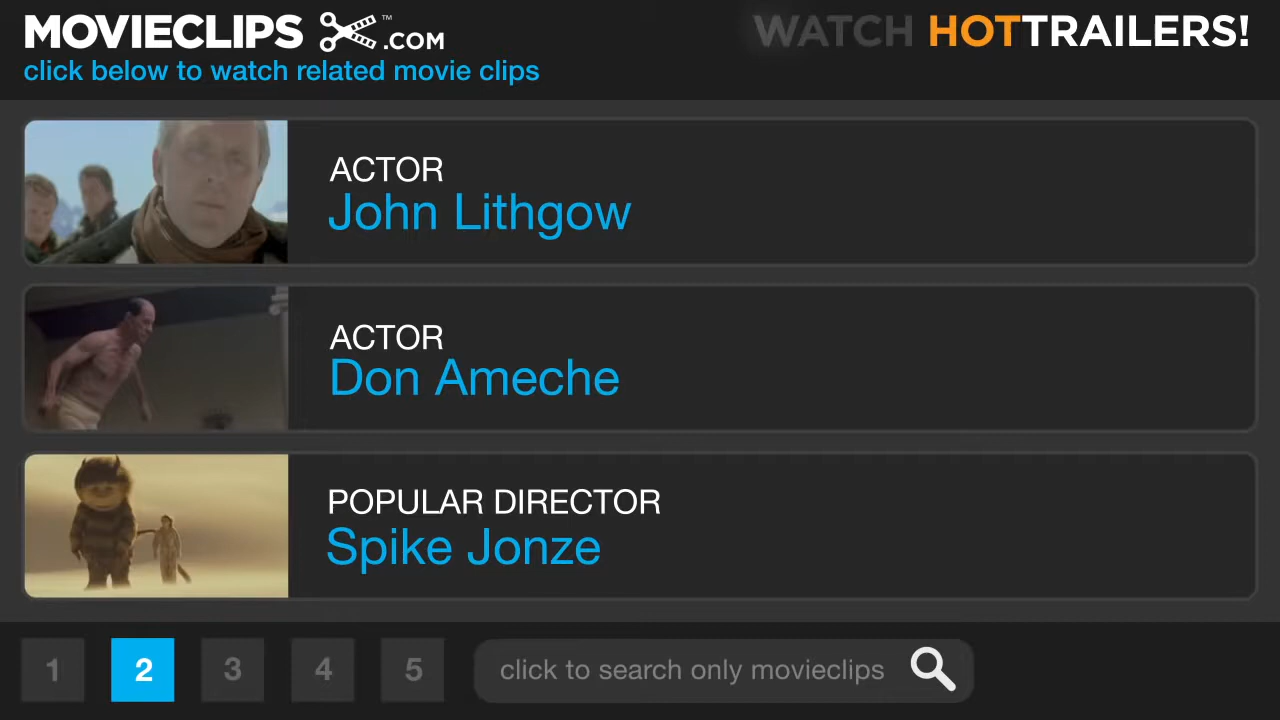 MOVIECLIPS ™ .COM
WATCH HOTTRAILERS!
click below to watch related movie clips
ACTOR
John Lithgow
ACTOR
Don Ameche
POPULAR DIRECTOR
Spike Jonze
1 2 3 4 5 click to search only movieclips